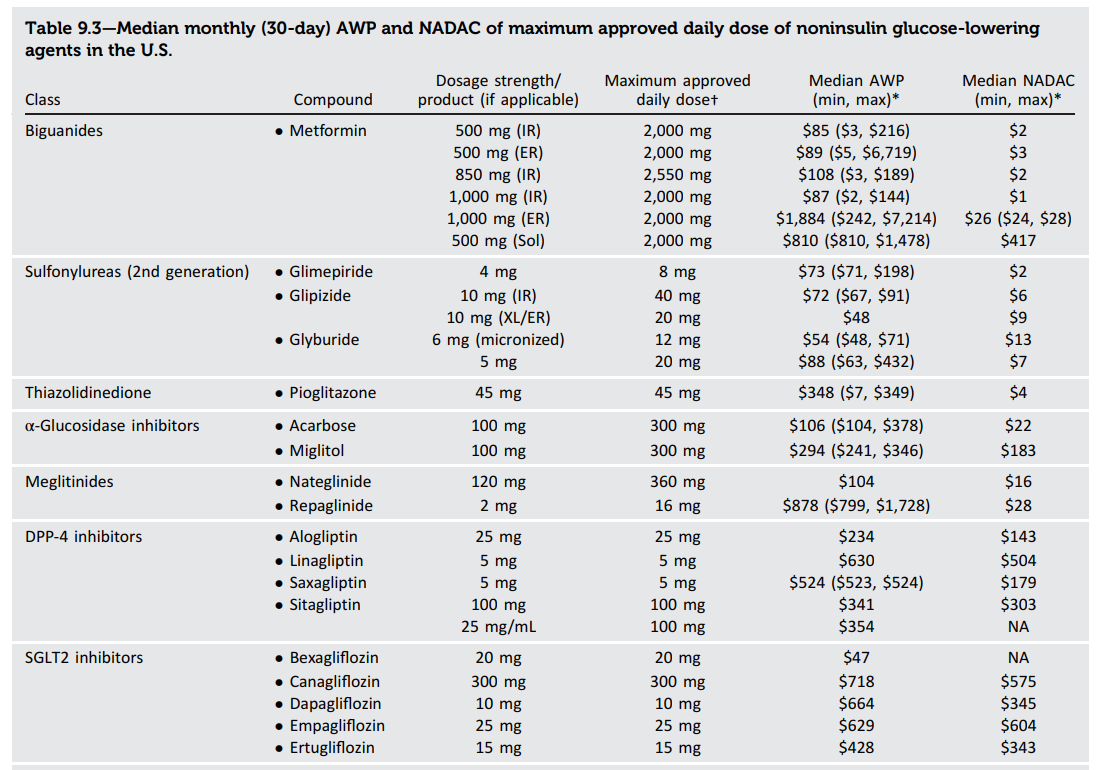 Table 9.3—Median monthly (30-day) AWP and NADAC of maximum approved daily dose of noninsulin glucose-lowering
agents in the U.S.
Class Compound Dosage strength/ product (if applicable) Maximum approved daily dose† Median AWP (min, max)* Median NADAC (min, max)*
Biguanides • Metformin 500 mg (IR) 2,000 mg $85 ($3, $216) $2
500 mg (ER) 2,000 mg $89 ($5, $6,719) $3
850 mg (IR) 2,550 mg $108 ($3, $189) $2
1,000 mg (IR) 2,000 mg $87 ($2, $144) $1
1,000 mg (ER) 2,000 mg $1,884 ($242, $7,214) $26 ($24, $28)
500 mg (Sol) 2,000 mg $810 ($810, $1,478) $417
Sulfonylureas (2nd generation) • Glimepiride 4 mg 8 mg $73 ($71, $198) $2
• Glipizide 10 mg (IR) 40 mg $72 ($67, $91) $6
10 mg (XL/ER) 20 mg $48 $9
• Glyburide 6 mg (micronized) 12 mg $54 ($48, $71) $13
5 mg 20 mg $88 ($63, $432) $7
Thiazolidinedione • Pioglitazone 45 mg 45 mg $348 ($7, $349) $4
α-Glucosidase inhibitors • Acarbose 100 mg 300 mg $106 ($104, $378) $22
• Miglitol 100 mg 300 mg $294 ($241, $346) $183
Meglitinides • Nateglinide 120 mg 360 mg $104 $16
• Repaglinide 2 mg 16 mg $878 ($799, $1,728) $28
DPP-4 inhibitors • Alogliptin 25 mg 25 mg $234 $143
• Linagliptin 5 mg 5 mg $630 $504
• Saxagliptin 5 mg 5 mg $524 ($523, $524) $179
• Sitagliptin 100 mg 100 mg $341 $303
25 mg/mL 100 mg $354 NA
SGLT2 inhibitors • Bexagliflozin 20 mg 20 mg $47 NA
• Canagliflozin 300 mg 300 mg $718 $575
• Dapagliflozin 10 mg 10 mg $664 $345
• Empagliflozin 25 mg 25 mg $629 $604
• Ertugliflozin 15 mg 15 mg $428 $343